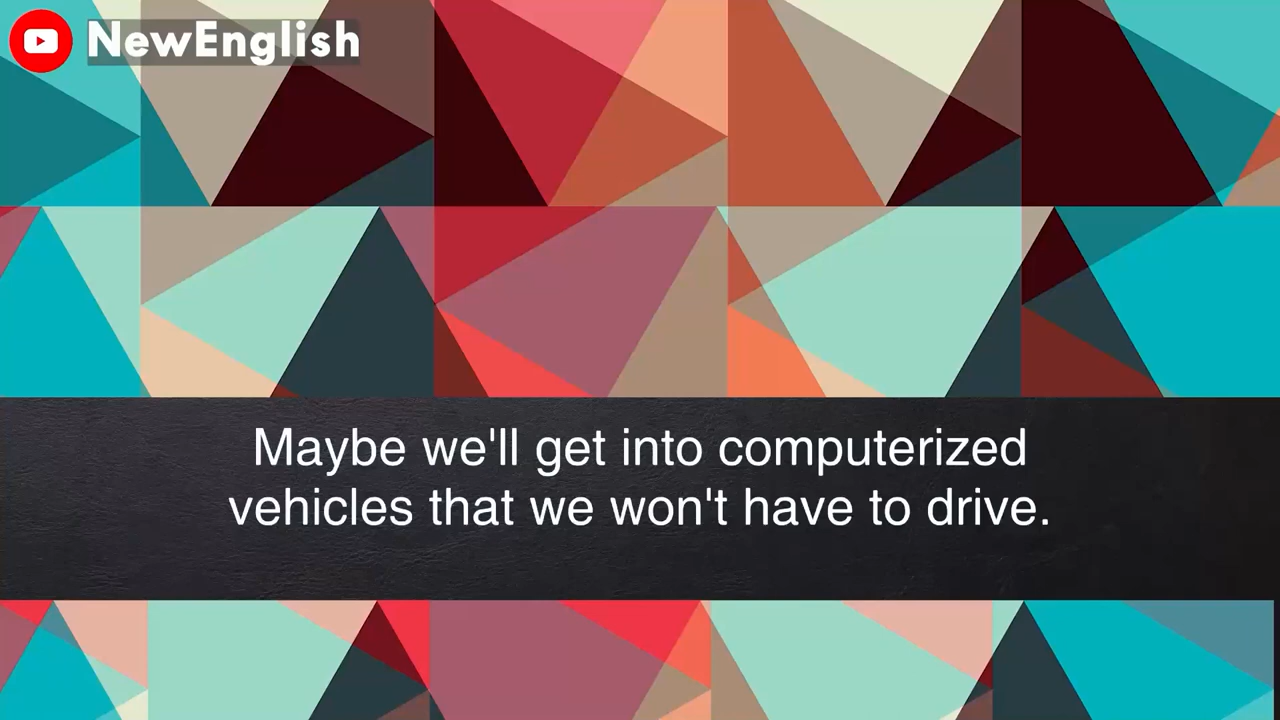 NewEnglish
Maybe we'll get into computerized
vehicles that we won't have to drive.